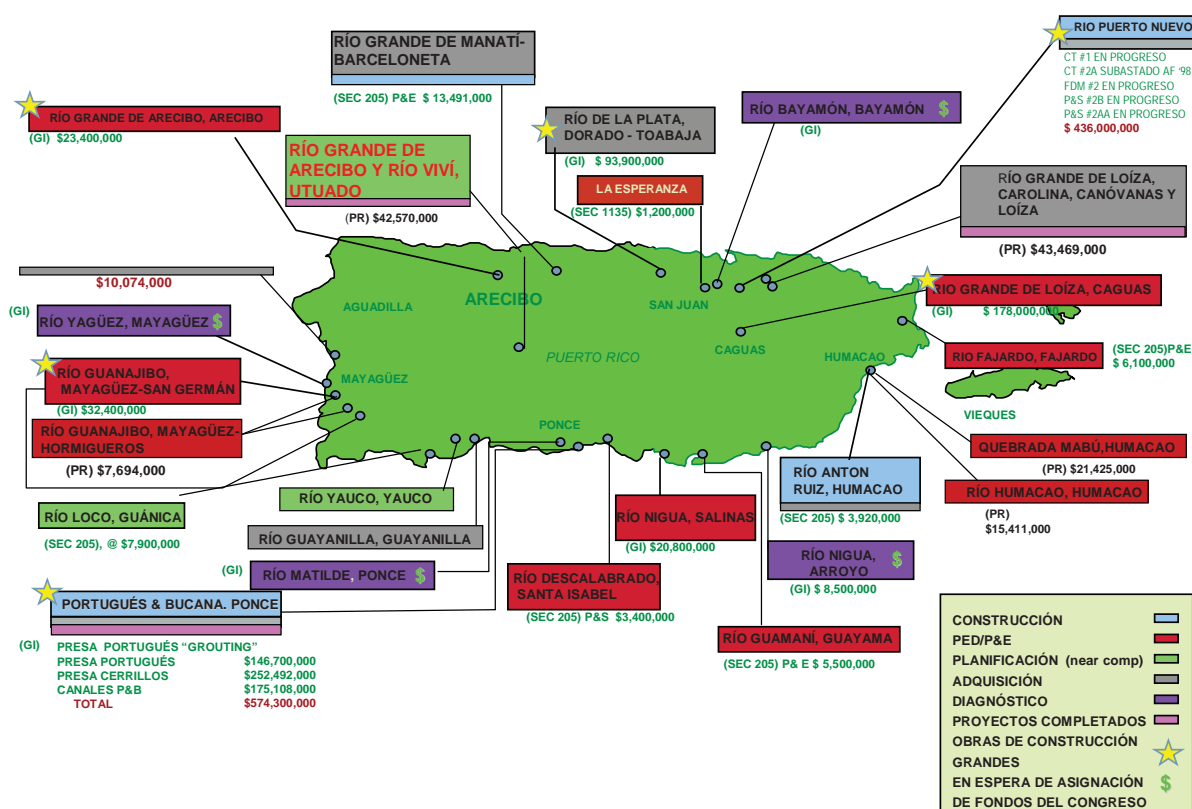 RÍO GRANDE DE MANATÍ-
BARCELONETA
(SEC 205) P&E $ 13,491,000
RIO PUERTO NUEVO
CT #1 EN PROGRESO
CT #2A SUBASTADO AF '98
FDM #2 EN PROGRESO
P&S #2B EN PROGRESO
P&S #2AA EN PROGRESO
$ 436,000,000
RÍO GRANDE DE ARECIBO, ARECIBO
(GI) $23,400,000
RÍO DE LA PLATA,
DORADO - TOABAJA
(GI) $ 93,900,000
RÍO BAYAMÓN, BAYAMÓN $
(GI)
RÍO GRANDE DE
ARECIBO Y RÍO VIVÍ,
UTUADO
(PR) $42,570,000
LA ESPERANZA
(SEC 1135) $1,200,000
RÍO GRANDE DE LOÍZA,
CAROLINA, CANÓVANAS Y
LOÍZA
(PR) $43,469,000
$10,074,000
(GI)
RÍO YAGÜEZ, MAYAGÜEZ $
AGUADILLA
ARECIBO
SAN JUAN
RIO GRANDE DE LOÍZA, CAGUAS
(GI) $ 178,000,000
PUERTO RICO
CAGUAS
HUMACAO
MAYAGÜEZ
PONCE
VIEQUES
RIO FAJARDO, FAJARDO
(SEC 205)P&E
$ 6,100,000
RÍO GUANAJIBO,
MAYAGÜEZ-SAN GERMÁN
(GI) $32,400,000
RÍO GUANAJIBO, MAYAGÜEZ-
HORMIGUEROS
(PR) $7,694,000
QUEBRADA MABÚ,HUMACAO
(PR) $21,425,000
RÍO HUMACAO, HUMACAO
(PR)
$15,411,000
RÍO LOCO, GUÁNICA
(SEC 205), @ $7,900,000
RÍO YAUCO, YAUCO
RÍO GUAYANILLA, GUAYANILLA
(GI)
RÍO MATILDE, PONCE $
RÍO NIGUA, SALINAS
(GI) $20,800,000
RÍO ANTON
RUIZ, HUMACAO
(SEC 205) $ 3,920,000
RÍO NIGUA,
ARROYO $
(GI) $ 8,500,000
RÍO DESCALABRADO,
SANTA ISABEL
(SEC 205) P&S $3,400,000
RÍO GUAMANÍ, GUAYAMA
(SEC 205) P& E $ 5,500,000
PORTUGUÉS & BUCANA. PONCE
(GI)
PRESA PORTUGUÉS “GROUTING”
PRESA PORTUGUÉS $146,700,000
PRESA CERRILLOS $252,492,000
CANALES P&B $175,108,000
TOTAL $574,300,000
CONSTRUCCIÓN
PED/P&E
PLANIFICACIÓN (near comp)
ADQUISICIÓN
DIAGNÓSTICO
PROYECTOS COMPLETADOS
OBRAS DE CONSTRUCCIÓN
GRANDES
EN ESPERA DE ASIGNACIÓN $
DE FONDOS DEL CONGRESO